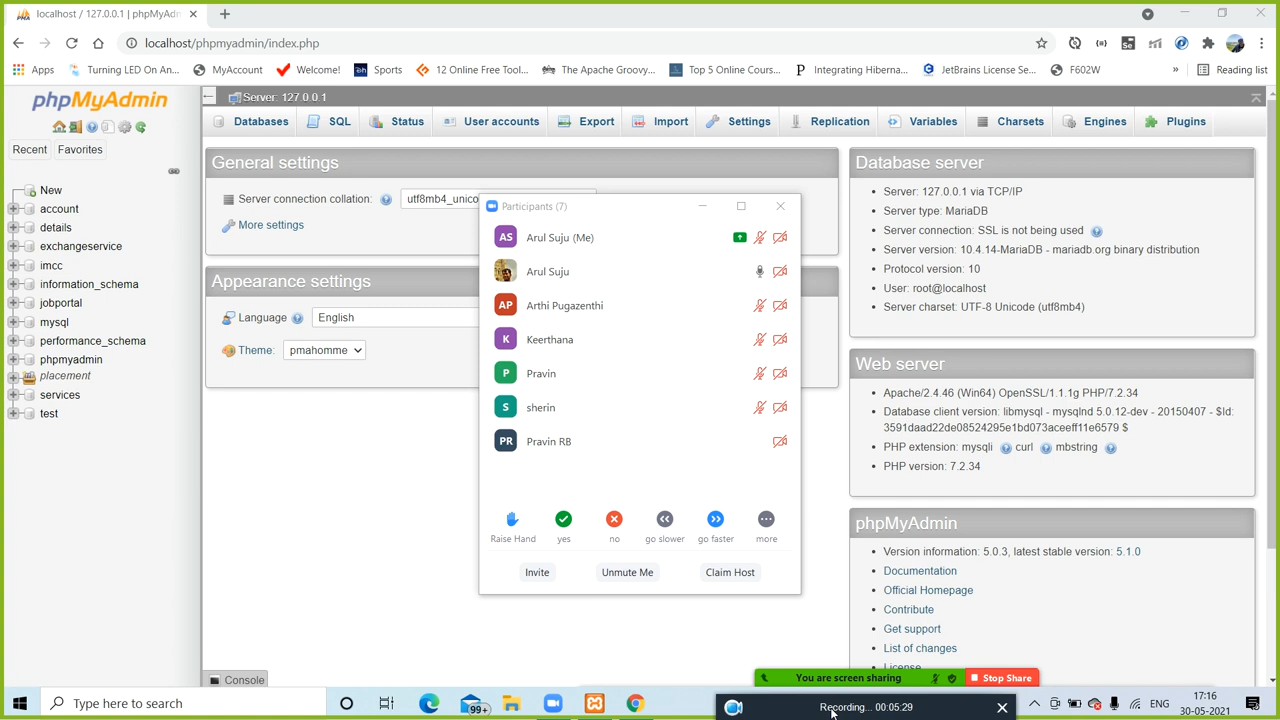 localhost / 127.0.0.1 | phpMyAdn
localhost/phpmyadmin/index.php
Apps
Turning LED On An...
MyAccount
Welcome!
Sports
12 Online Free Tool...
The Apache Groovy...
Top 5 Online Cours...
Integrating Hiberna...
JetBrains License Se...
F602W
»
Reading list
phpMyAdmin
Recent
Favorites
New
account
details
exchangeservice
imcc
information_schema
jobportal
mysql
performance_schema
phpmyadmin
placement
services
test
Server: 127.0.0.1
Databases
SQL
Status
User accounts
Export
Import
Settings
Replication
Variables
Charsets
Engines
Plugins
General settings
Server connection collation:
utf8mb4_unico
More settings
Appearance settings
Language
English
Theme:
pmahomme
Participants (7)
AS Arul Suju (Me)
Arul Suju
AP Arthi Pugazenthi
K Keerthana
P Pravin
S sherin
PR Pravin RB
Raise Hand
yes
no
go slower
go faster
more
Invite
Unmute Me
Claim Host
Database server
Server: 127.0.0.1 via TCP/IP
Server type: MariaDB
Server connection: SSL is not being used
Server version: 10.4.14-MariaDB - mariadb.org binary distribution
Protocol version: 10
User: root@localhost
Server charset: UTF-8 Unicode (utf8mb4)
Web server
Apache/2.4.46 (Win64) OpenSSL/1.1.1g PHP/7.2.34
Database client version: libmysql - mysqlnd 5.0.12-dev - 20150407 - $Id:
3591daad22de08524295e1bd073aceeff11e6579 $
PHP extension: mysqli curl mbstring
PHP version: 7.2.34
phpMyAdmin
Version information: 5.0.3, latest stable version: 5.1.0
Documentation
Official Homepage
Contribute
Get support
List of changes
License
Console
You are screen sharing
Stop Share
Type here to search
99+
Recording... 00:05:29
ENG
17:16
30-05-2021